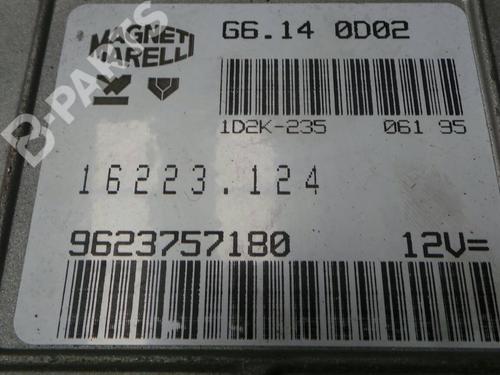 MAGNETI MARELLI
G6.14 0D02
1D2K-235 061 95
16223.124
9623757180 12V=
B-PARTS